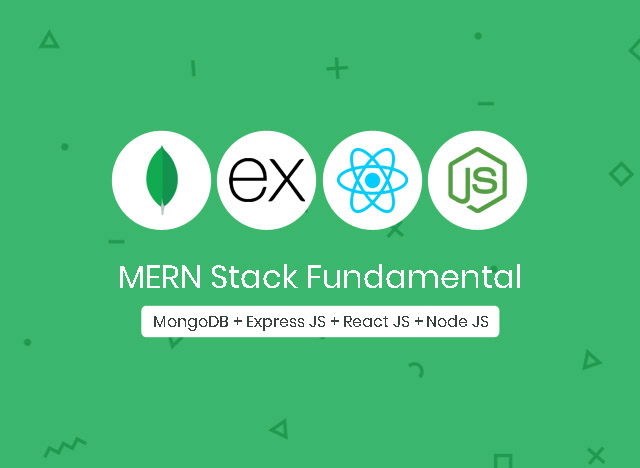 ex
JS
MERN Stack Fundamental
MongoDB + Express JS + React JS + Node JS